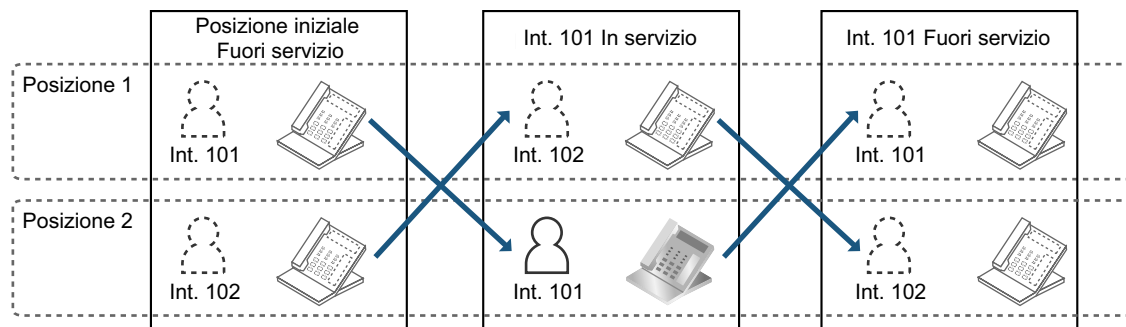 Posizione iniziale
Fuori servizio
Int. 101 In servizio
Int. 101 Fuori servizio
Posizione 1
Int. 101
Int. 102
Int. 101
Posizione 2
Int. 102
Int. 101
Int. 102